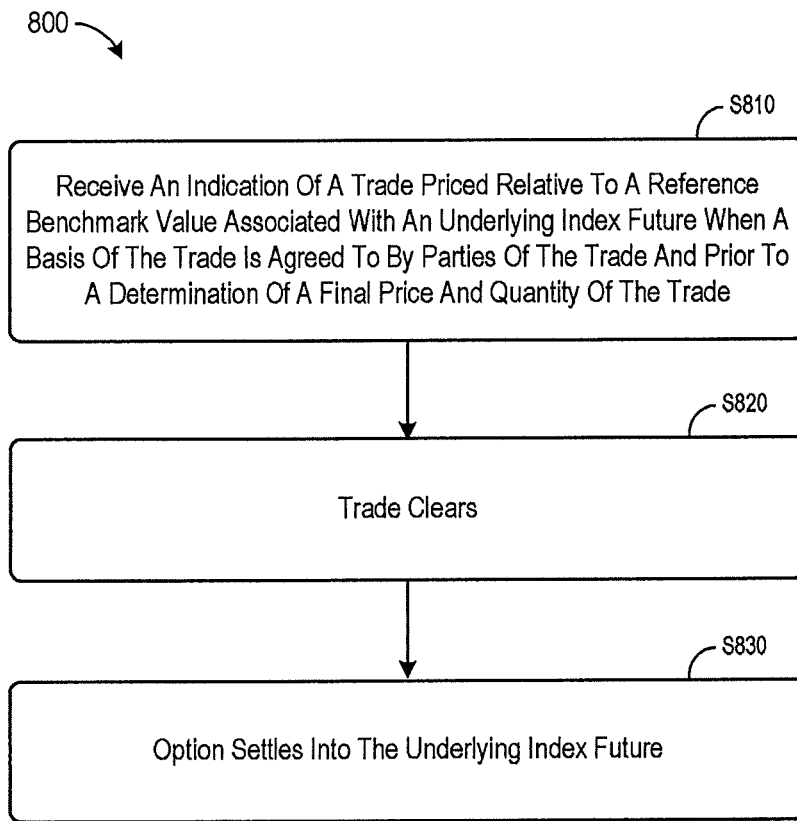 800
S810
Receive An Indication Of A Trade Priced Relative To A Reference
Benchmark Value Associated With An Underlying Index Future When A
Basis Of The Trade Is Agreed To By Parties Of The Trade And Prior To
A Determination Of A Final Price And Quantity Of The Trade
S820
Trade Clears
S830
Option Settles Into The Underlying Index Future